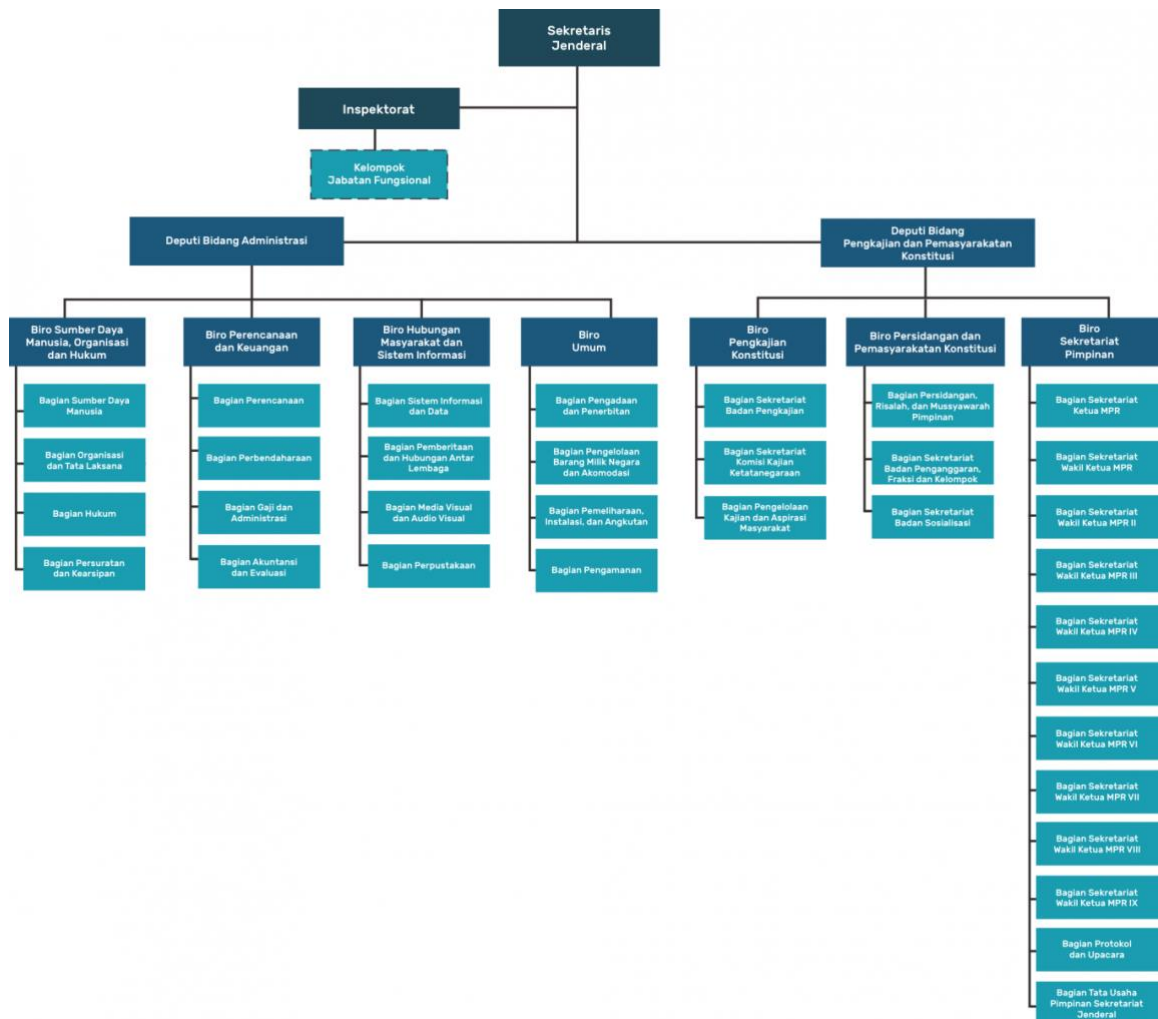 Sekretaris
Jenderal
Inspektorat
Kelompok
Jabatan Fungsional
Deputi Bidang Administrasi
Deputi Bidang
Pengkajian dan Pemasyarakatan
Konstitusi
Biro Sumber Daya
Manusia, Organisasi
dan Hukum
Bagian Sumber Daya
Manusia
Bagian Organisasi
dan Tata Laksana
Bagian Hukum
Bagian Persuratan
dan Kearsipan
Biro Perencanaan
dan Keuangan
Bagian Perencanaan
Bagian Perbendaharaan
Bagian Gaji dan
Administrasi
Bagian Akuntansi
dan Evaluasi
Biro Hubungan
Masyarakat dan
Sistem Informasi
Bagian Sistem Informasi
dan Data
Bagian Pemberitaan
dan Hubungan Antar
Lembaga
Bagian Media Visual
dan Audio Visual
Bagian Perpustakaan
Biro
Umum
Bagian Pengadaan
dan Penerbitan
Bagian Pengelolaan
Barang Milik Negara
dan Akomodasi
Bagian Pemeliharaan,
Instalasi, dan Angkutan
Bagian Pengamanan
Biro
Pengkajian
Konstitusi
Bagian Sekretariat
Badan Pengkajian
Bagian Sekretariat
Komisi Kajian
Ketatanegaraan
Bagian Pengelolaan
Kajian dan Aspirasi
Masyarakat
Biro Persidangan dan
Pemasyarakatan Konstitusi
Bagian Persidangan,
Risalah, dan Mussyawarah
Pimpinan
Bagian Sekretariat
Badan Penganggaran,
Fraksi dan Kelompok
Bagian Sekretariat
Badan Sosialisasi
Biro
Sekretariat
Pimpinan
Bagian Sekretariat
Ketua MPR
Bagian Sekretariat
Wakil Ketua MPR
Bagian Sekretariat
Wakil Ketua MPR II
Bagian Sekretariat
Wakil Ketua MPR III
Bagian Sekretariat
Wakil Ketua MPR IV
Bagian Sekretariat
Wakil Ketua MPR V
Bagian Sekretariat
Wakil Ketua MPR VI
Bagian Sekretariat
Wakil Ketua MPR VII
Bagian Sekretariat
Wakil Ketua MPR VIII
Bagian Sekretariat
Wakil Ketua MPR IX
Bagian Protokol
dan Upacara
Bagian Tata Usaha
Pimpinan Sekretariat
Jenderal